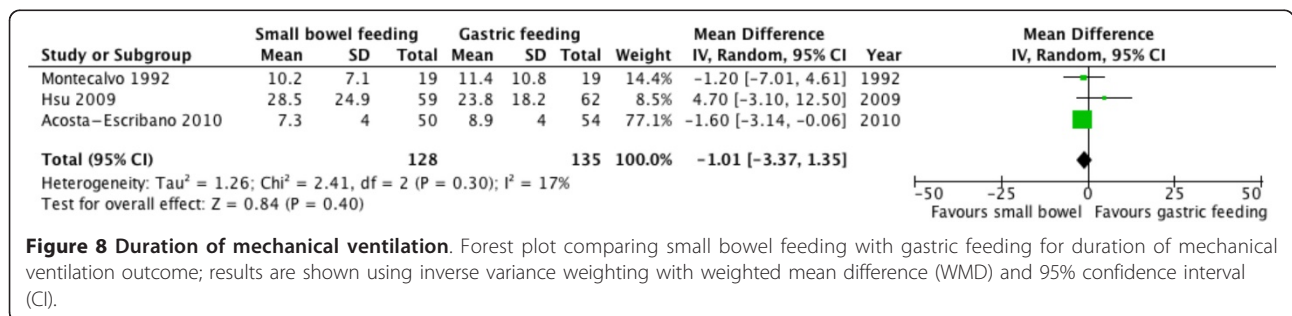 Small bowel feeding Gastric feeding Mean Difference Mean Difference
Study or Subgroup Mean SD Total Mean SD Total Weight IV, Random, 95% CI Year IV, Random, 95% CI
Montecalvo 1992 10.2 7.1 19 11.4 10.8 19 14.4% -1.20 [-7.01, 4.61] 1992
Hsu 2009 28.5 24.9 59 23.8 18.2 62 8.5% 4.70 [-3.10, 12.50] 2009
Acosta-Escribano 2010 7.3 4 50 8.9 4 54 77.1% -1.60 [-3.14, -0.06] 2010
Total (95% CI) 128 135 100.0% -1.01 [-3.37, 1.35]
Heterogeneity: Tau² = 1.26; Chi² = 2.41, df = 2 (P = 0.30); I² = 17%
Test for overall effect: Z = 0.84 (P = 0.40)
-50 -25 0 25 50
Favours small bowel Favours gastric feeding
Figure 8 Duration of mechanical ventilation. Forest plot comparing small bowel feeding with gastric feeding for duration of mechanical
ventilation outcome; results are shown using inverse variance weighting with weighted mean difference (WMD) and 95% confidence interval
(CI).